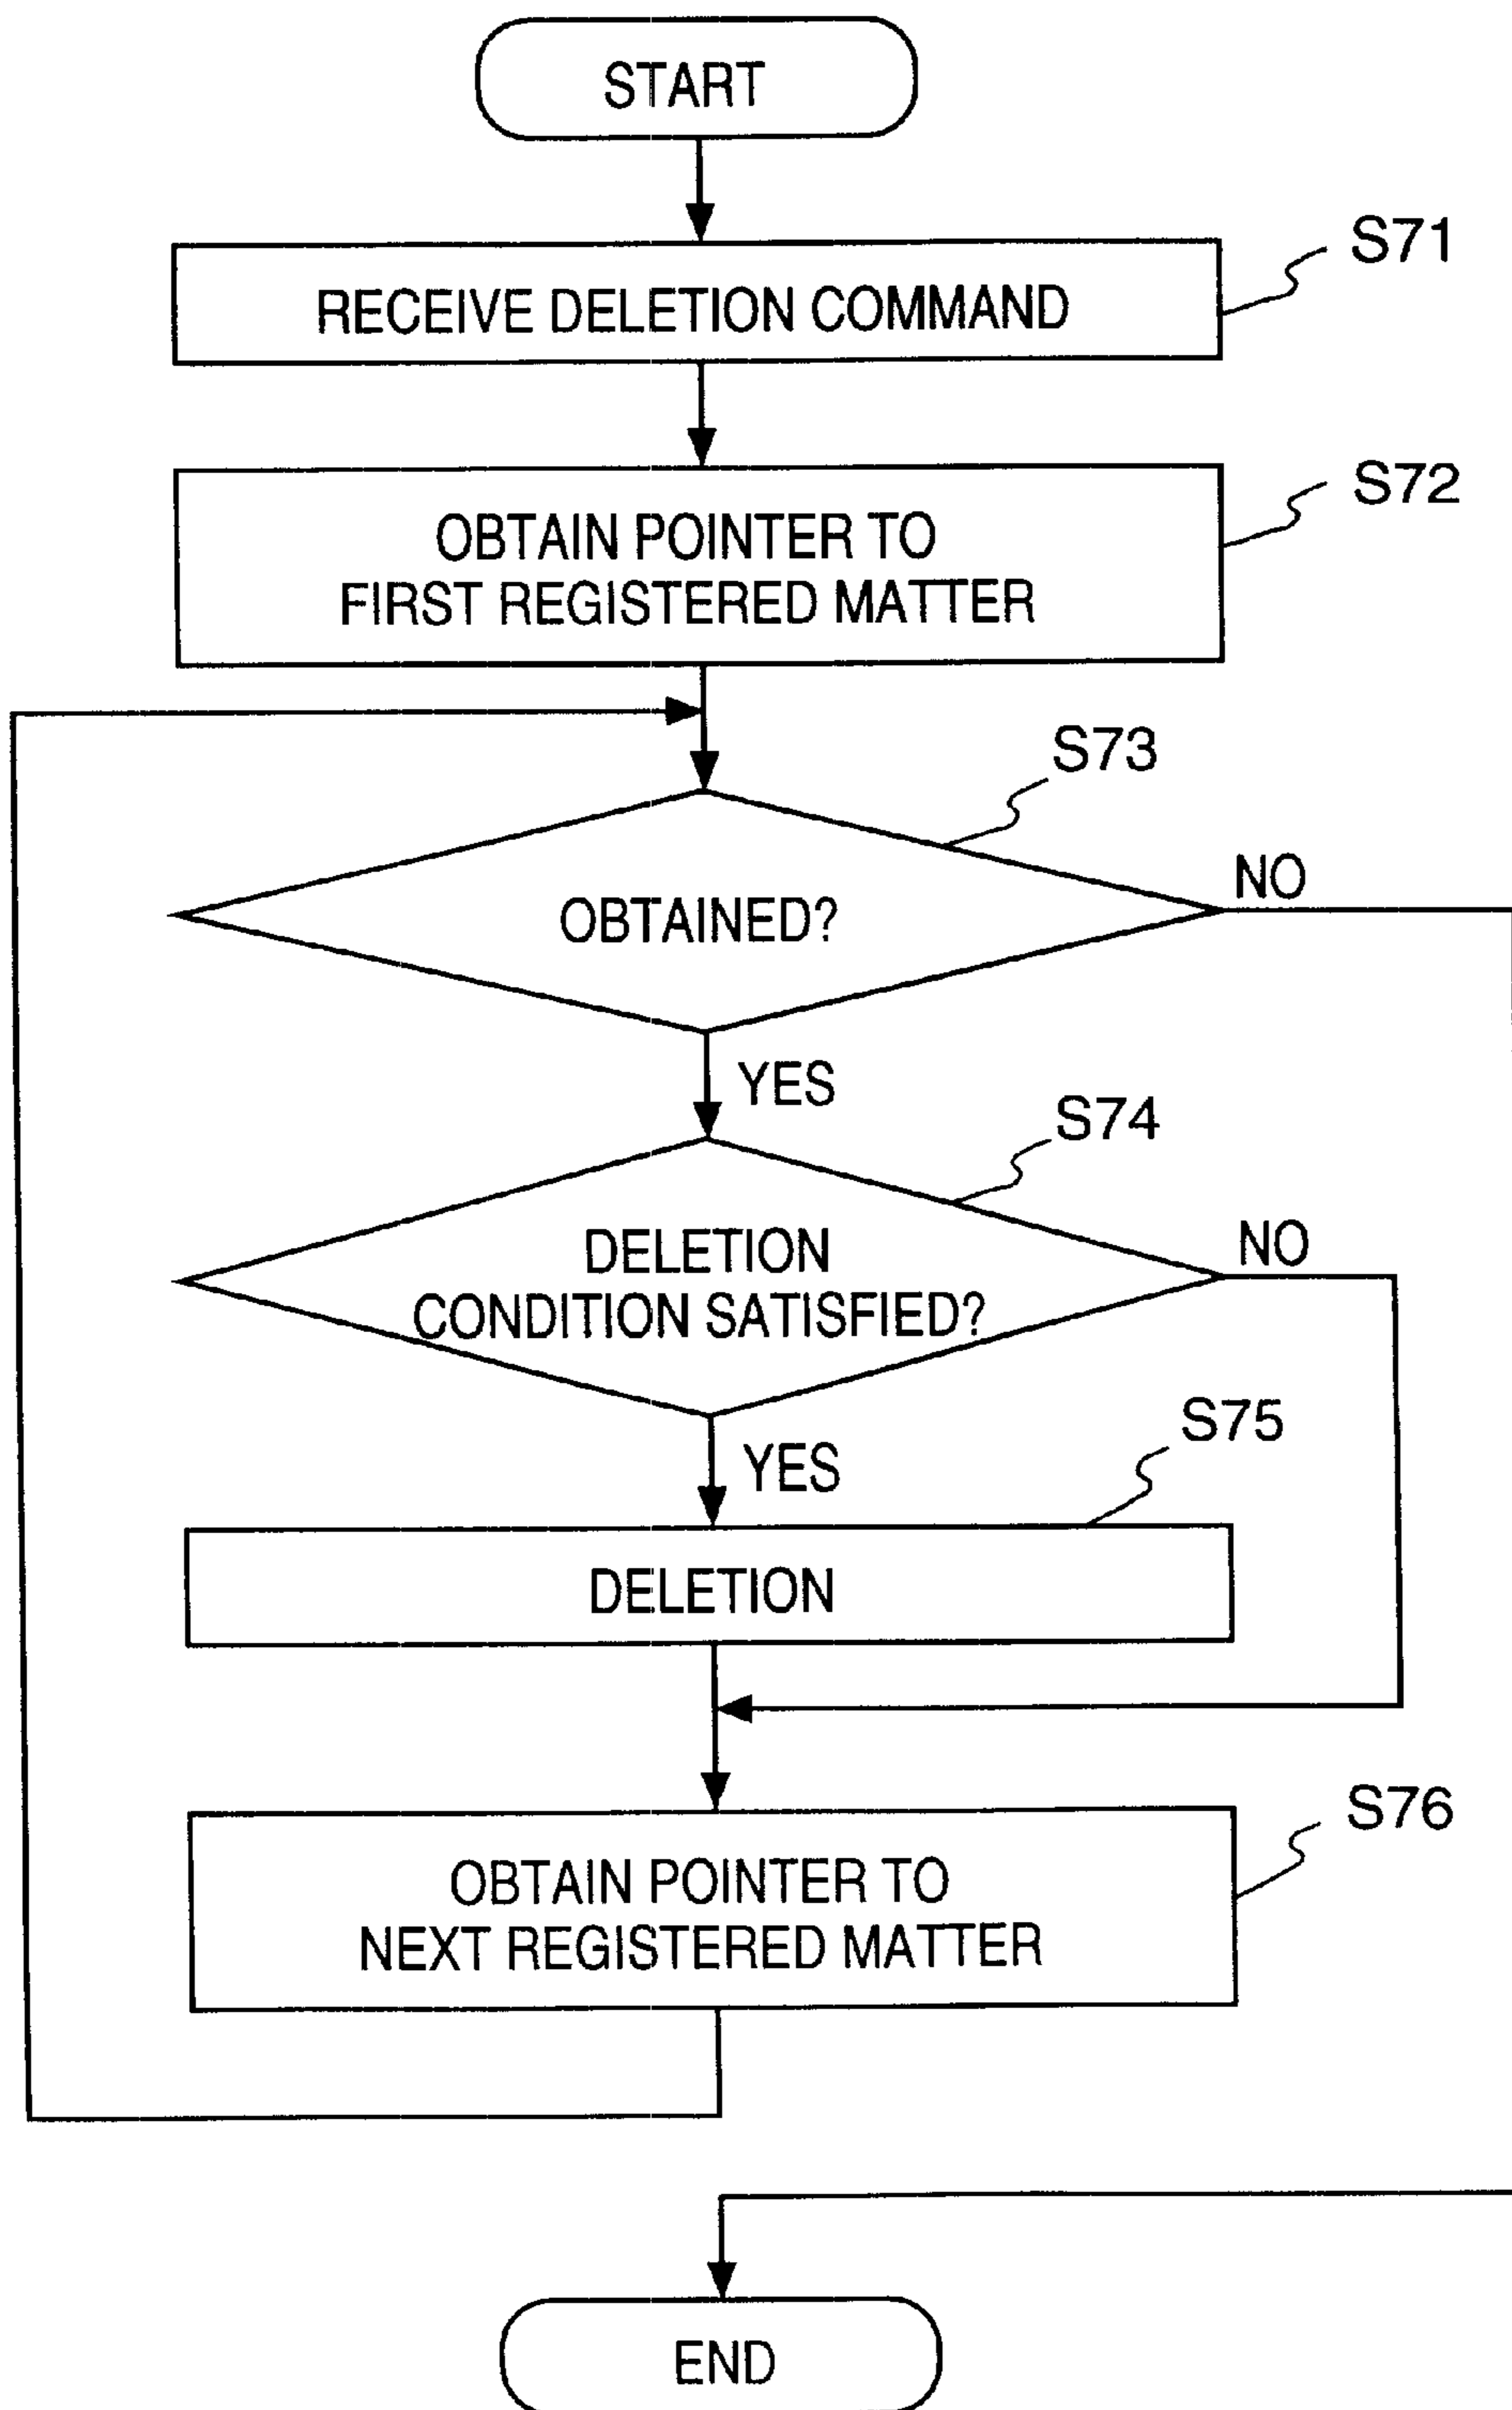 START
S71
RECEIVE DELETION COMMAND
S72
OBTAIN POINTER TO
FIRST REGISTERED MATTER
S73
NO
OBTAINED?
YES
S74
NO
DELETION
CONDITION SATISFIED?
YES
S75
DELETION
S76
OBTAIN POINTER TO
NEXT REGISTERED MATTER
END